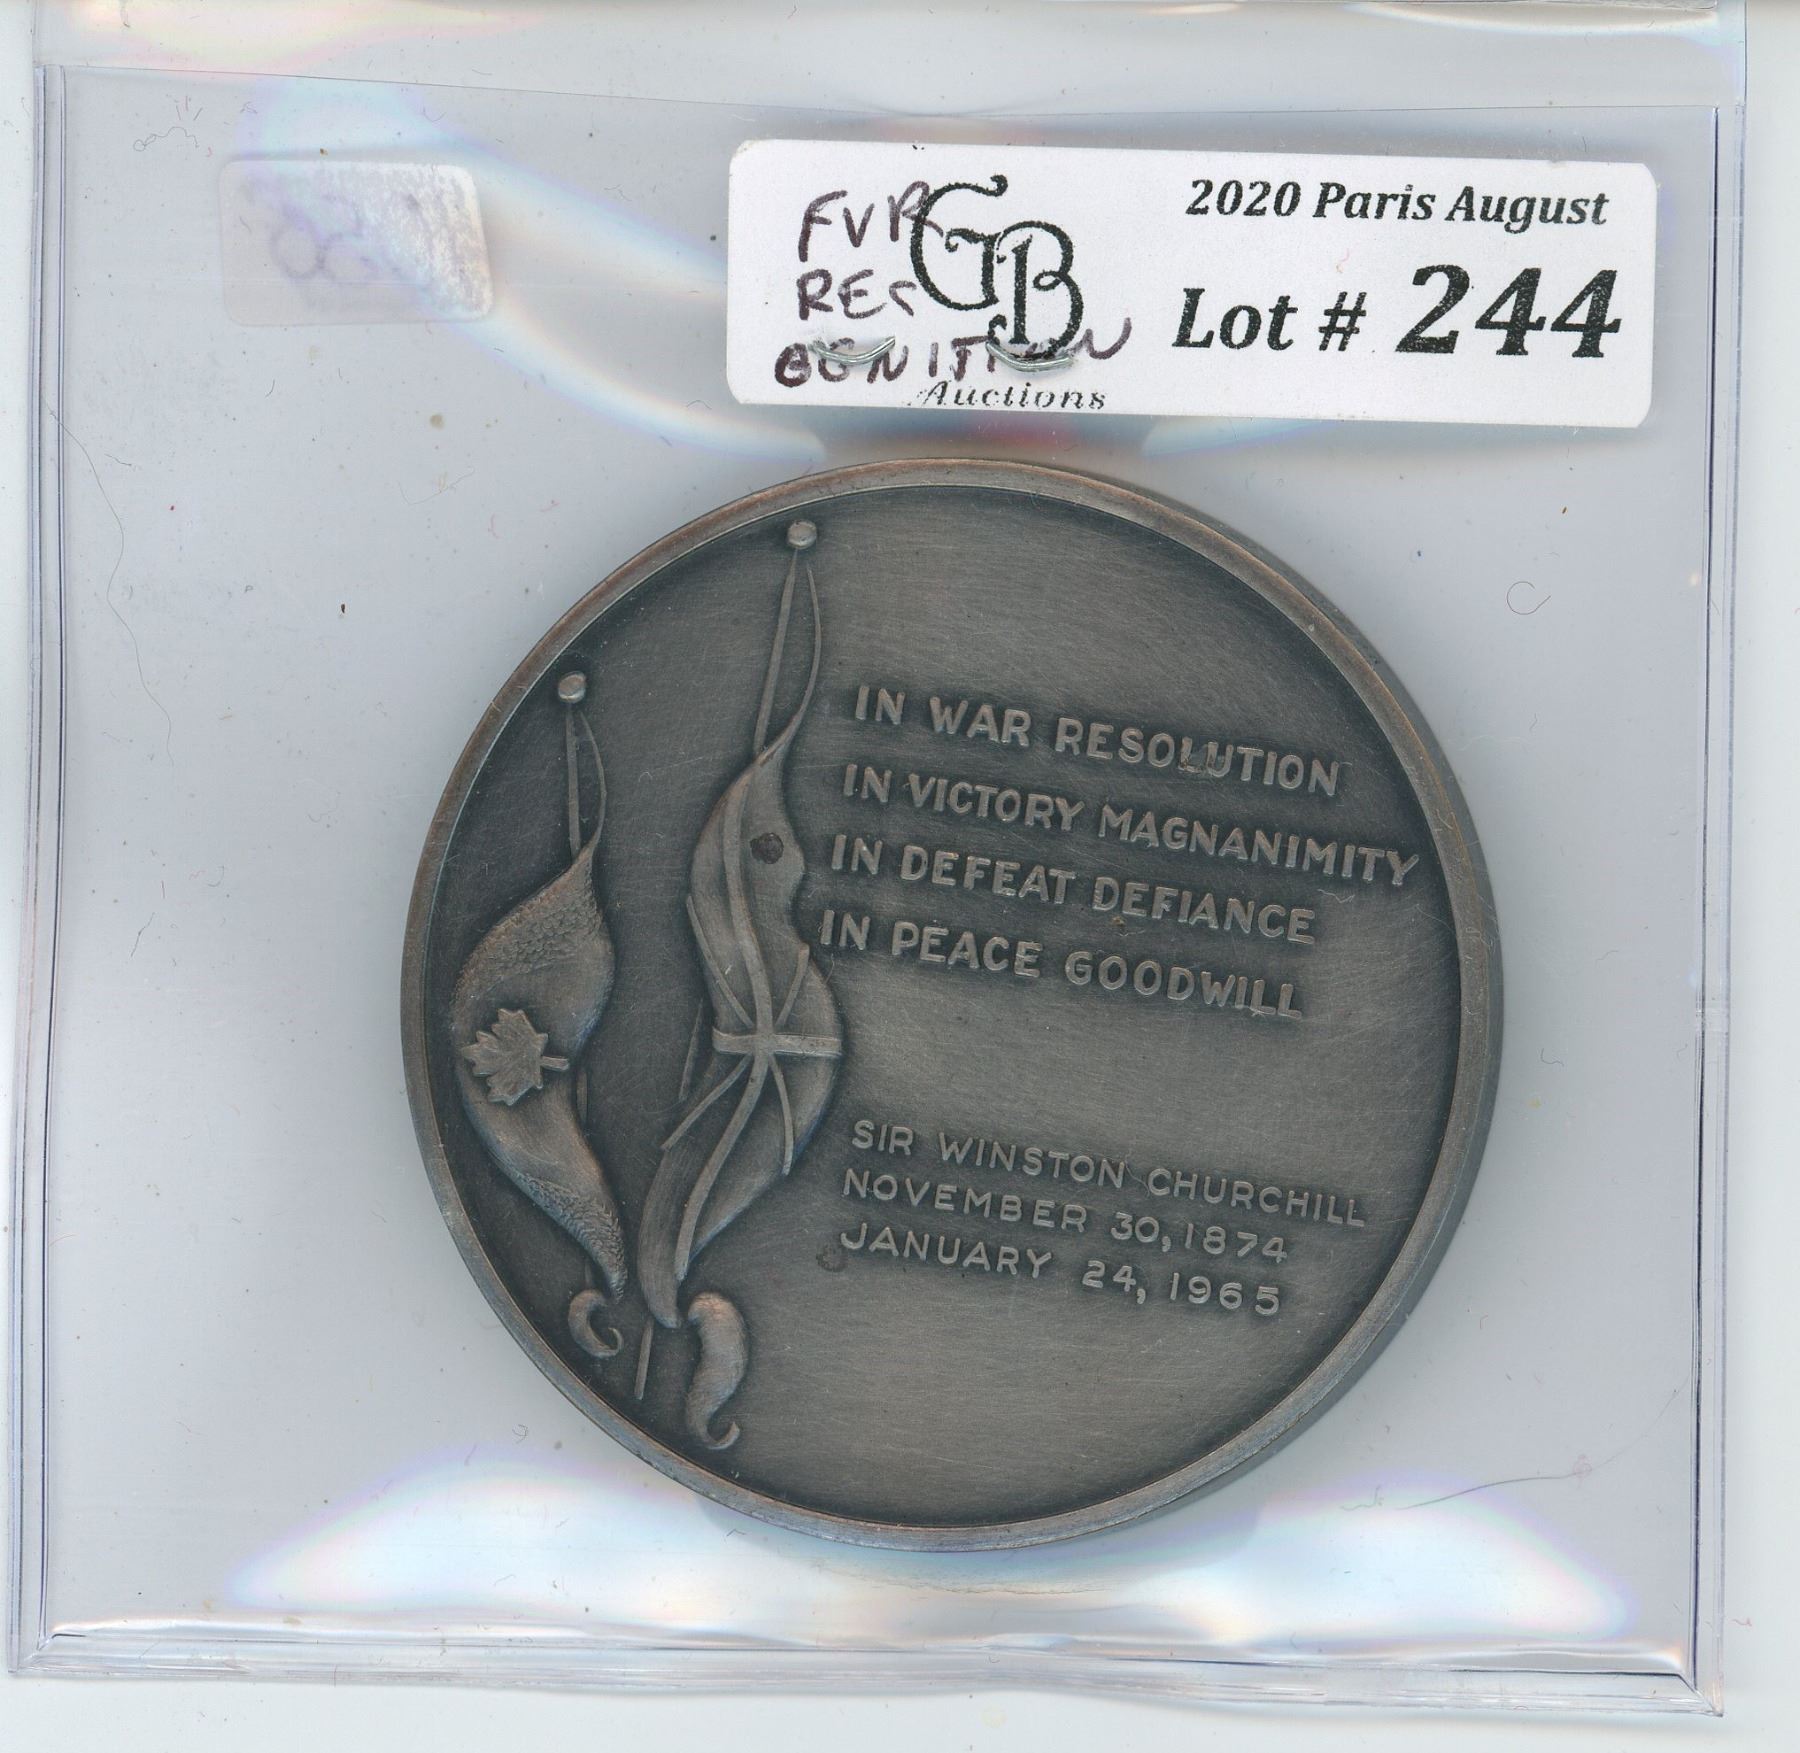 2020 Paris August
FVR
GB
Lot # 244
Auctions
IN WAR RESOLUTION
IN VICTORY MAGNANIMITY
IN DEFEAT DEFIANCE
IN PEACE GOODWILL
SIR WINSTON CHURCHILL
NOVEMBER 30, 1874
JANUARY 24, 1965